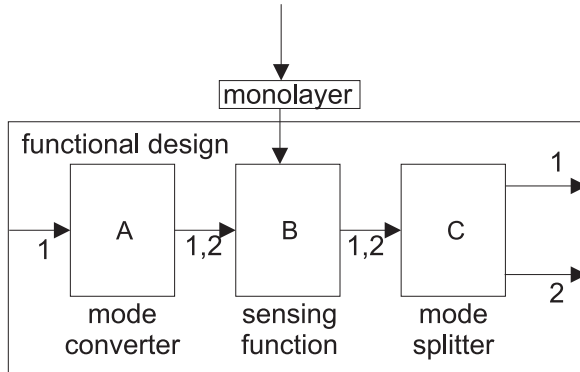 monolayer
functional design
1
A
1,2
B
1,2
C
1
2
mode
converter
sensing
function
mode
splitter